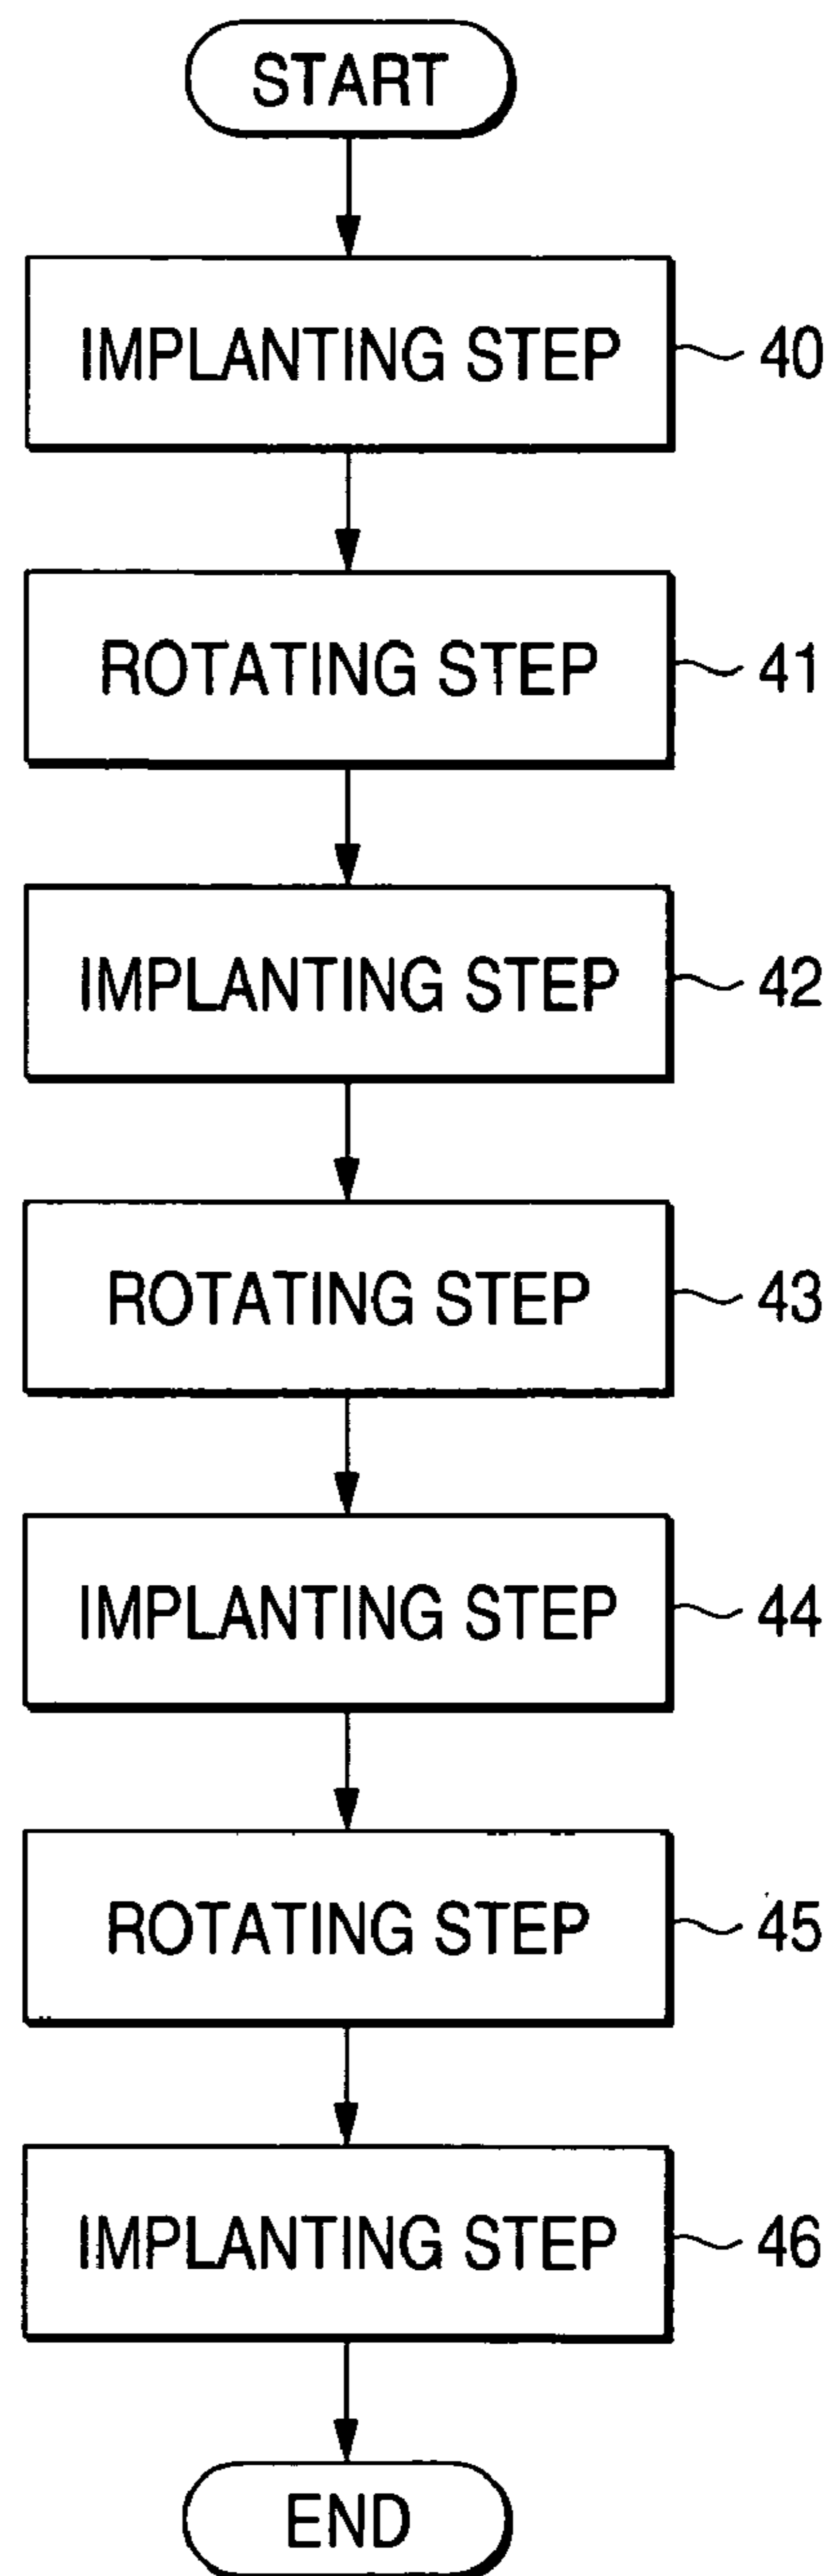 START
IMPLANTING STEP 40
ROTATING STEP 41
IMPLANTING STEP 42
ROTATING STEP 43
IMPLANTING STEP 44
ROTATING STEP 45
IMPLANTING STEP 46
END